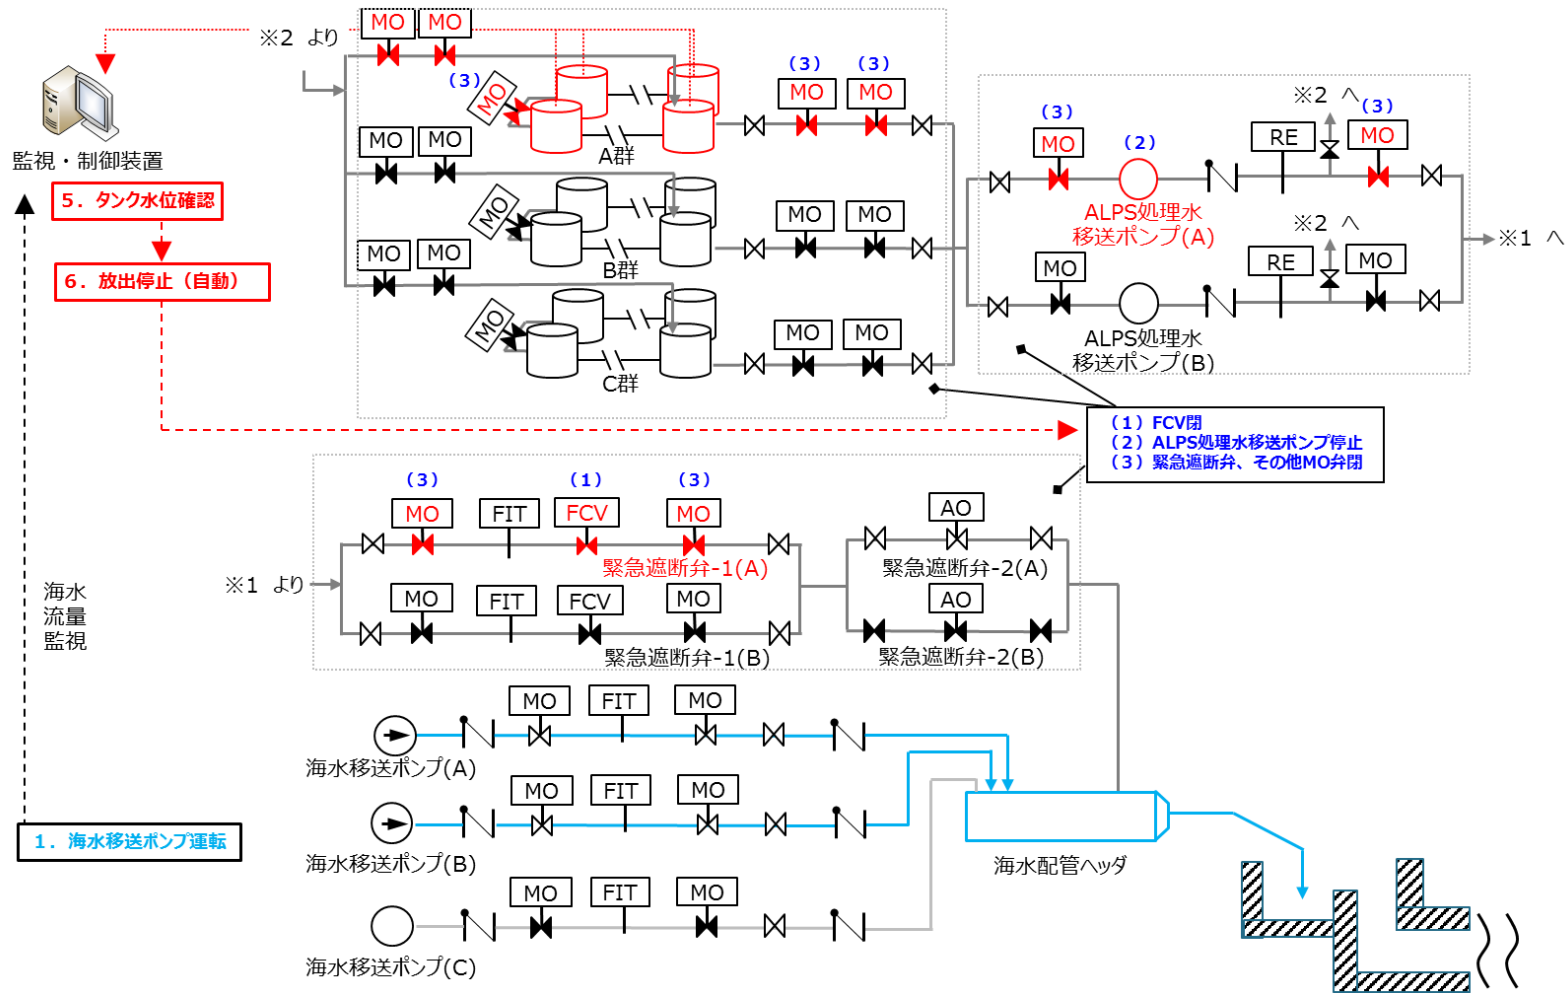 MO
MO
※2 より
(3)
MO
(3)
(3)
MO
MO
A群
監視・制御装置
5. タンク水位確認
6. 放出停止（自動）
MO
MO
MO
MO
MO
B群
MO
MO
MO
MO
MO
C群
※2 へ
(3)
(2)
(3)
MO
RE
MO
ALPS処理水
移送ポンプ(A)
※2 へ
※1 へ
MO
RE
MO
ALPS処理水
移送ポンプ(B)
（1）FCV閉
（2）ALPS処理水移送ポンプ停止
（3）緊急遮断弁、その他MO弁閉
(3)
(1)
(3)
MO
FIT
FCV
MO
AO
緊急遮断弁-1(A)
緊急遮断弁-2(A)
※1 より
MO
FIT
FCV
MO
AO
緊急遮断弁-1(B)
緊急遮断弁-2(B)
海水
流量
監視
1. 海水移送ポンプ運転
MO
FIT
MO
海水移送ポンプ(A)
MO
FIT
MO
海水移送ポンプ(B)
海水配管ヘッダ
MO
FIT
MO
海水移送ポンプ(C)